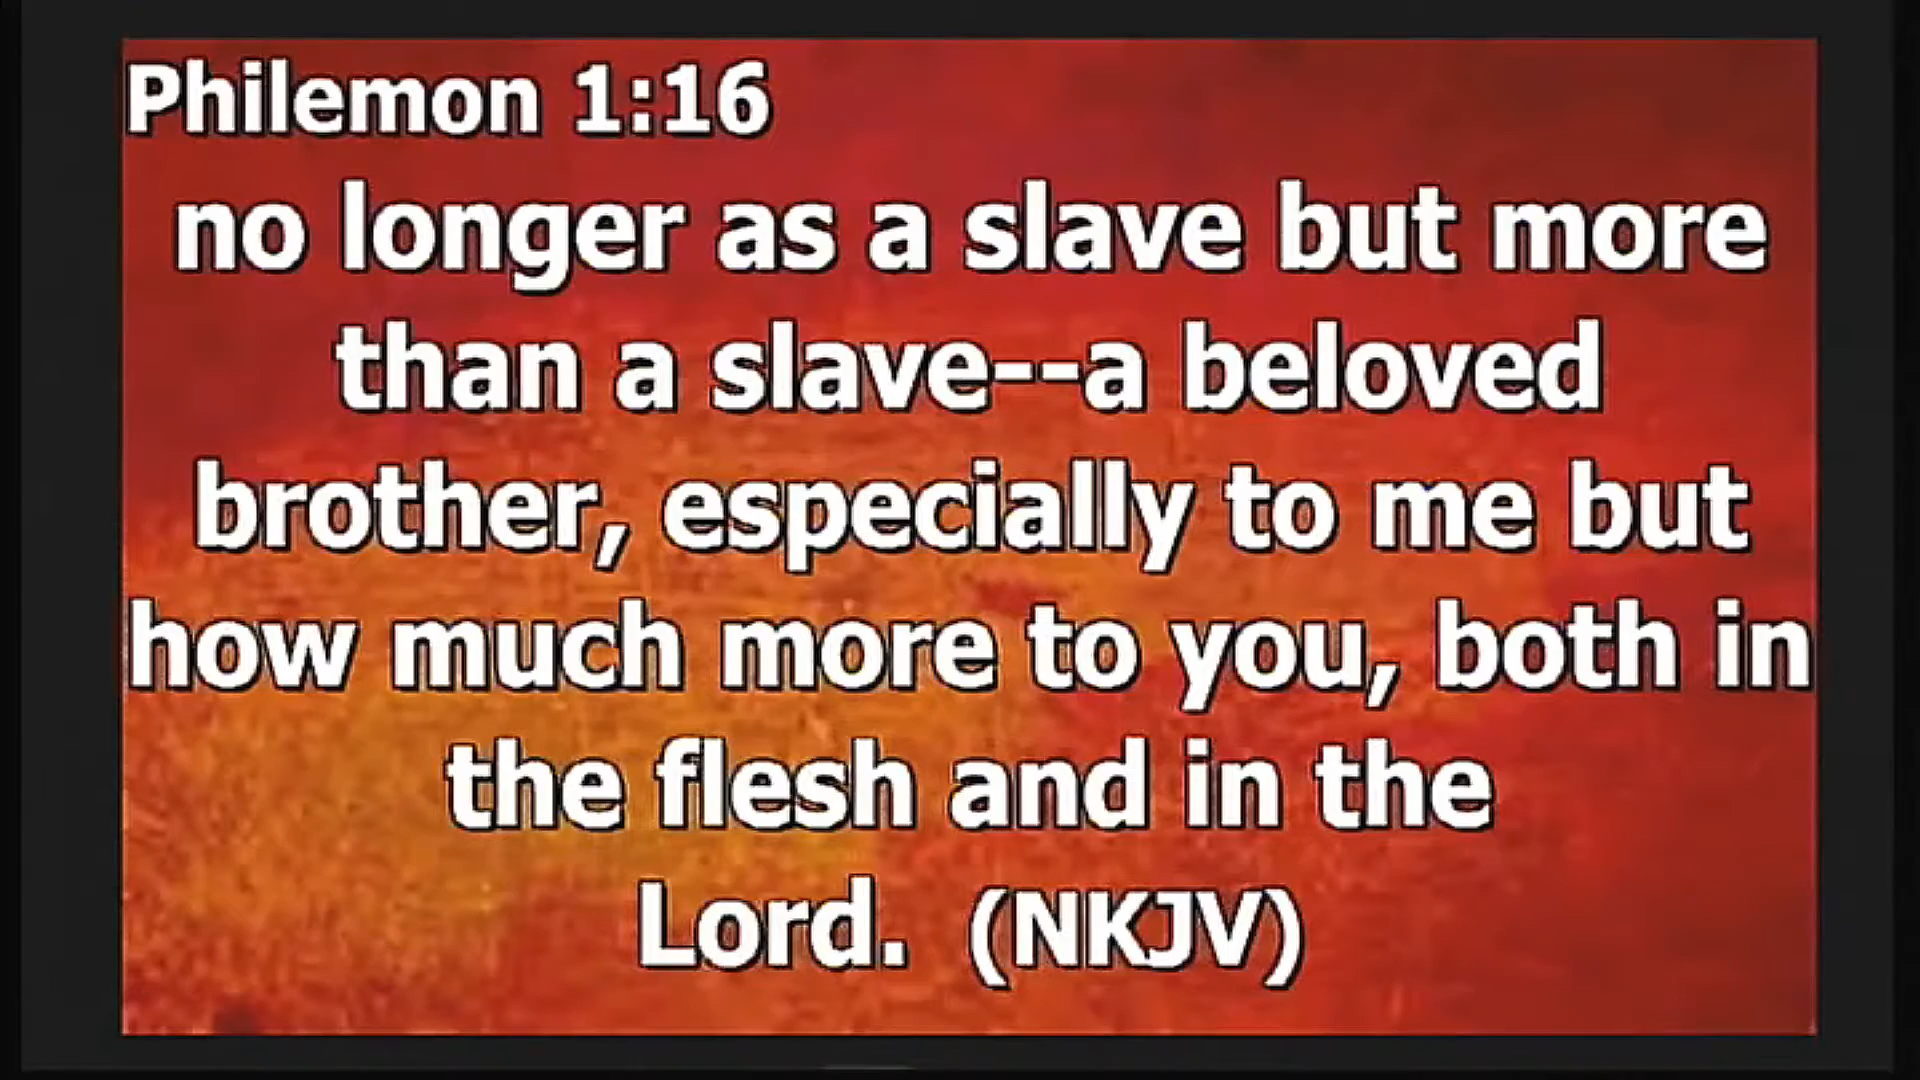 Philemon 1:16
no longer as a slave but more
than a slave--a beloved
brother, especially to me but
how much more to you, both in
the flesh and in the
Lord. (NKJV)